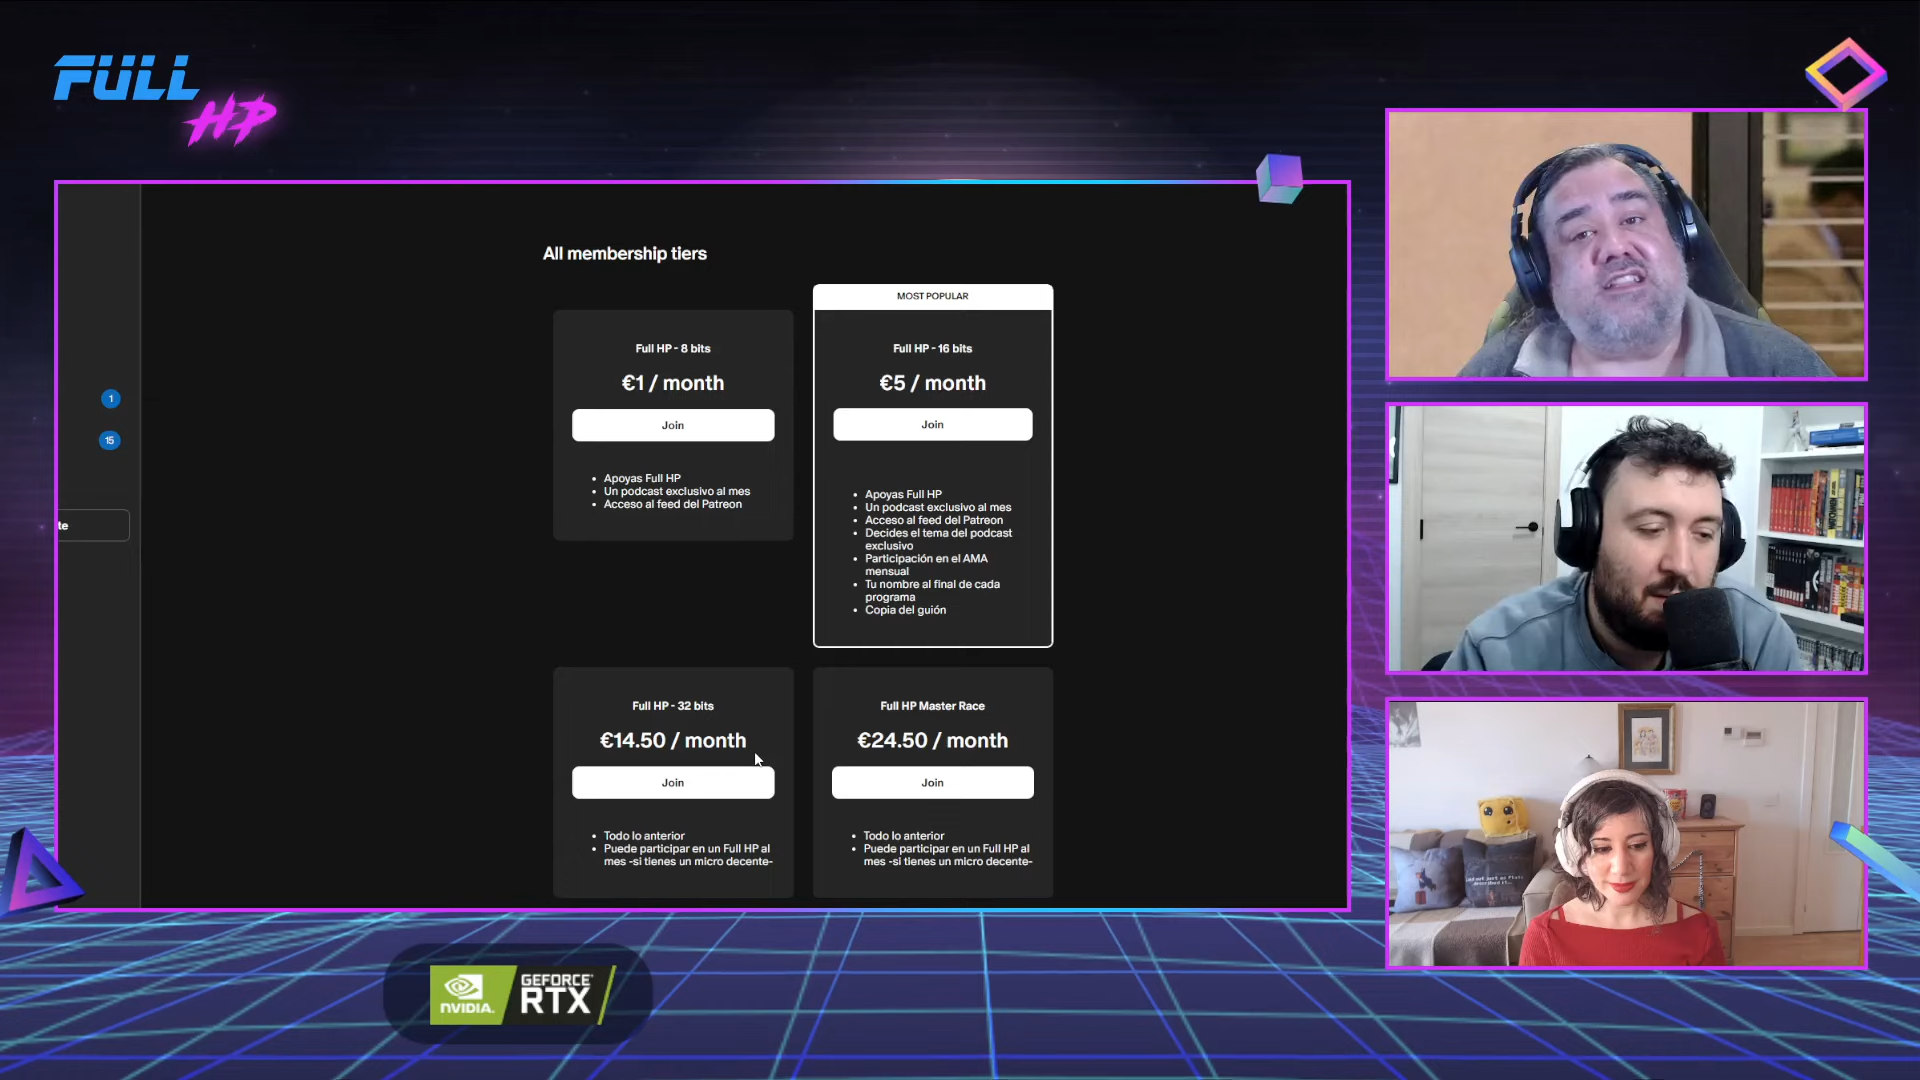 FULL
HP
All membership tiers
MOST POPULAR
Full HP - 8 bits
€1 / month
Join
• Apoyas Full HP
• Un podcast exclusivo al mes
• Acceso al feed del Patreon
Full HP - 16 bits
€5 / month
Join
• Apoyas Full HP
• Un podcast exclusivo al mes
• Acceso al feed del Patreon
• Decides el tema del podcast
exclusivo
• Participación en el AMA
mensual
• Tu nombre al final de cada
programa
• Copia del guión
1
15
te
Full HP - 32 bits
€14.50 / month
Join
• Todo lo anterior
• Puede participar en un Full HP al
mes -si tienes un micro decente-
Full HP Master Race
€24.50 / month
Join
• Todo lo anterior
• Puede participar en un Full HP al
mes -si tienes un micro decente-
NVIDIA.
GEFORCE
RTX